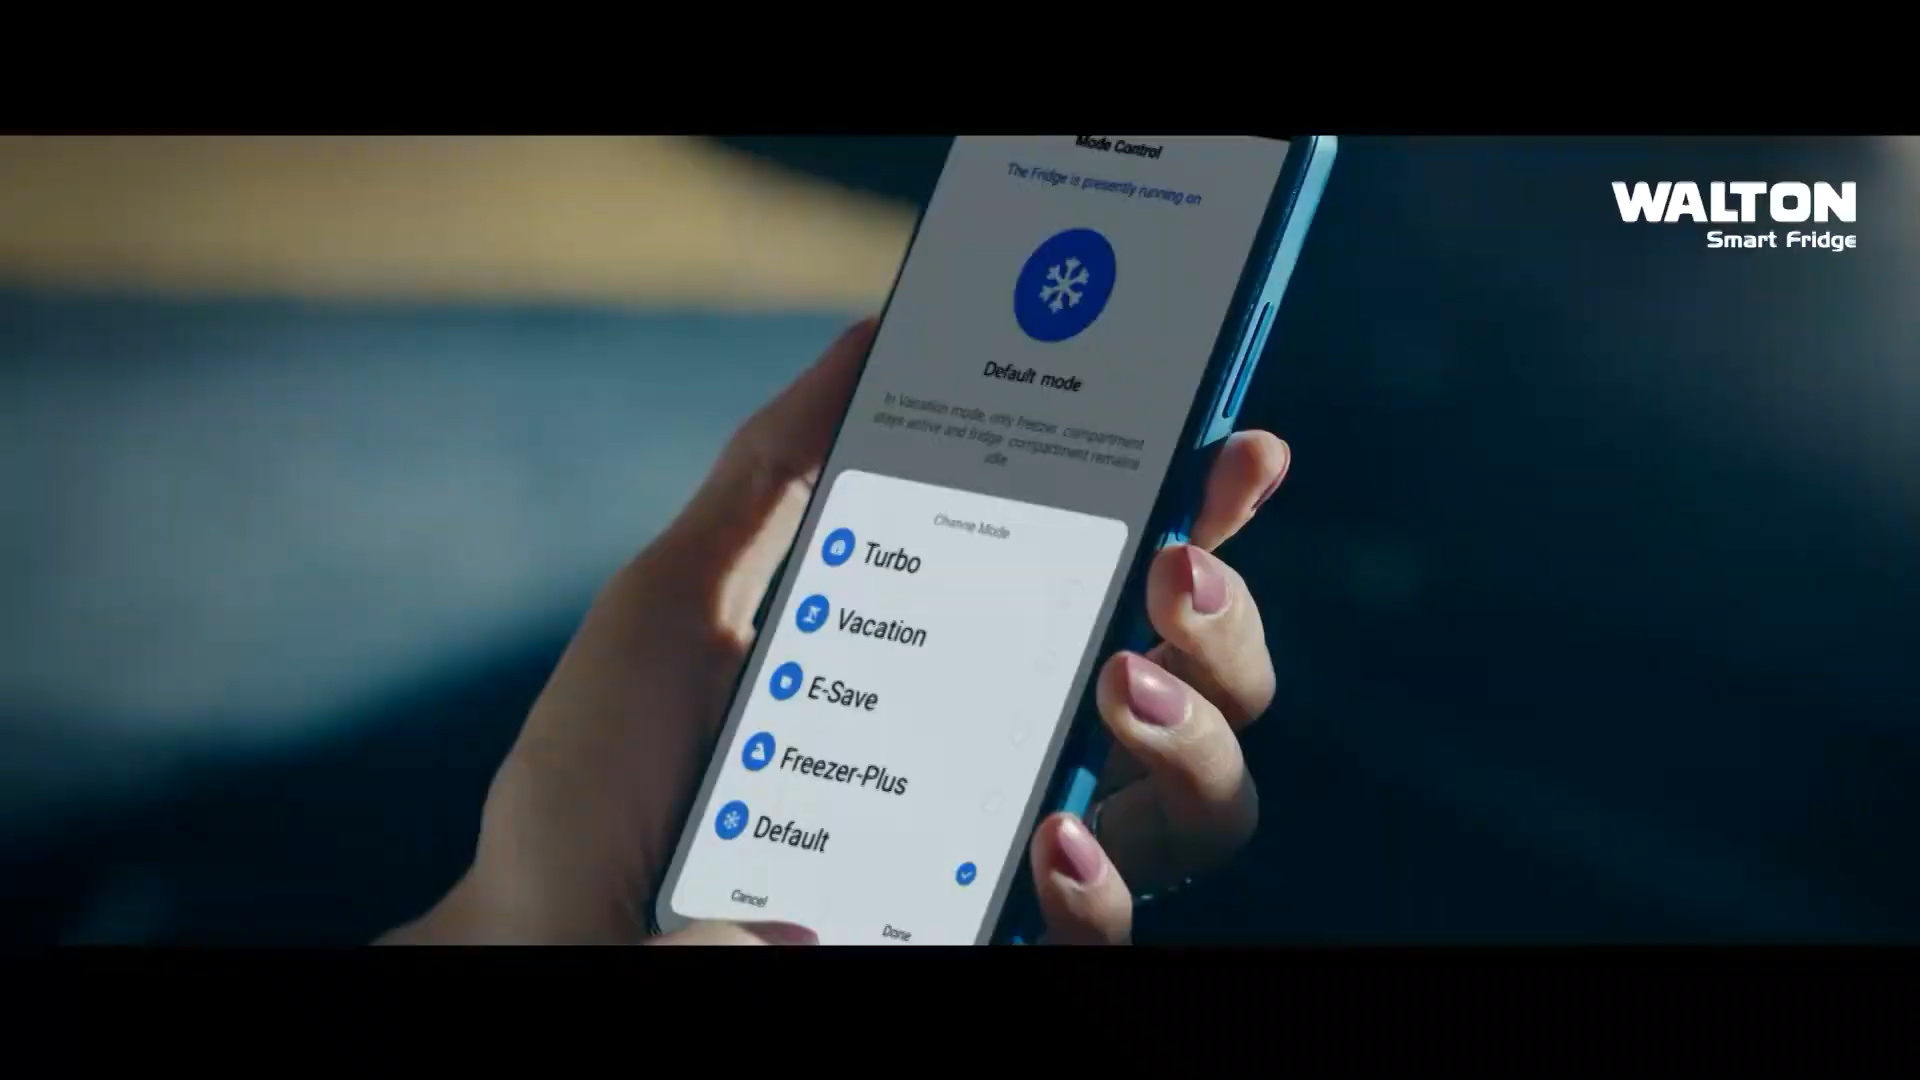 Mode Control
The Fridge is presently running on
WALTON
Smart Fridge
Default mode
In Vacation mode, only freezer compartment
stays active and fridge compartment remains
idle
Change Mode
Turbo
Vacation
E-Save
Freezer-Plus
Default
Cancel
Done